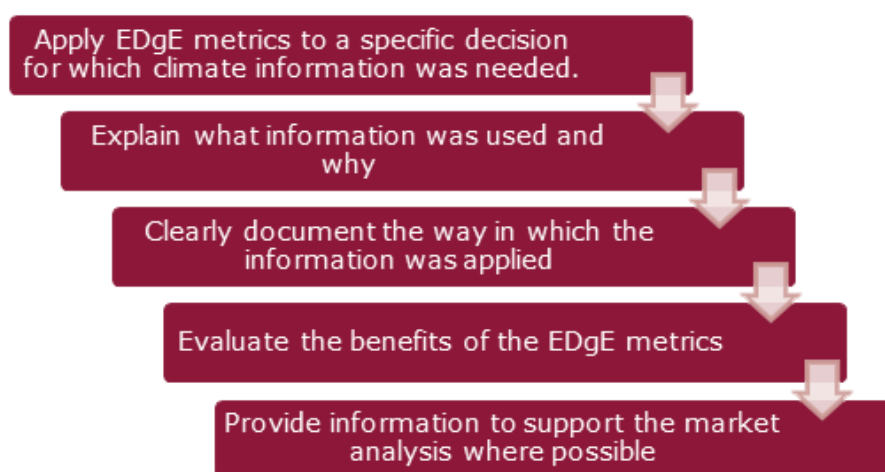 Apply EDgE metrics to a specific decision
for which climate information was needed.
Explain what information was used and
why
Clearly document the way in which the
information was applied
Evaluate the benefits of the EDgE metrics
Provide information to support the market
analysis where possible